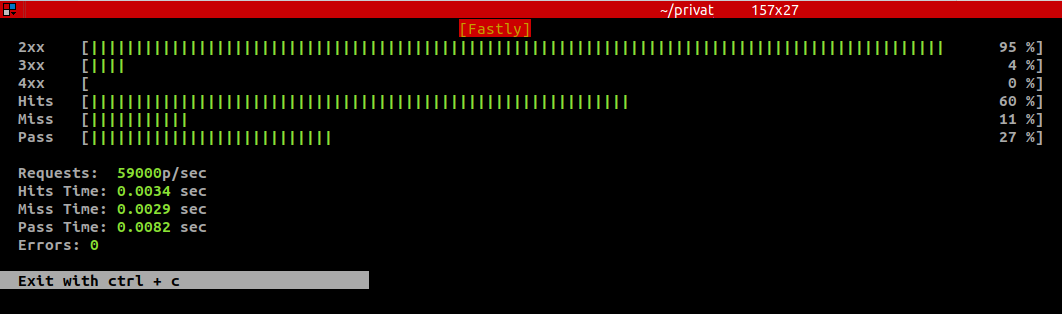 ~/privat 157x27
[Fastly]
2xx [||||||||||||||||||||||||||||||||||||||||||||||||||||||||||||||||||||||||||||||||||||||||||||||| 95 %]
3xx [|||| 4 %]
4xx [ 0 %]
Hits [|||||||||||||||||||||||||||||||||||||||||||||||||||||||||||| 60 %]
Miss [||||||||||| 11 %]
Pass [||||||||||||||||||||||||||| 27 %]
Requests: 59000p/sec
Hits Time: 0.0034 sec
Miss Time: 0.0029 sec
Pass Time: 0.0082 sec
Errors: 0
Exit with ctrl + c